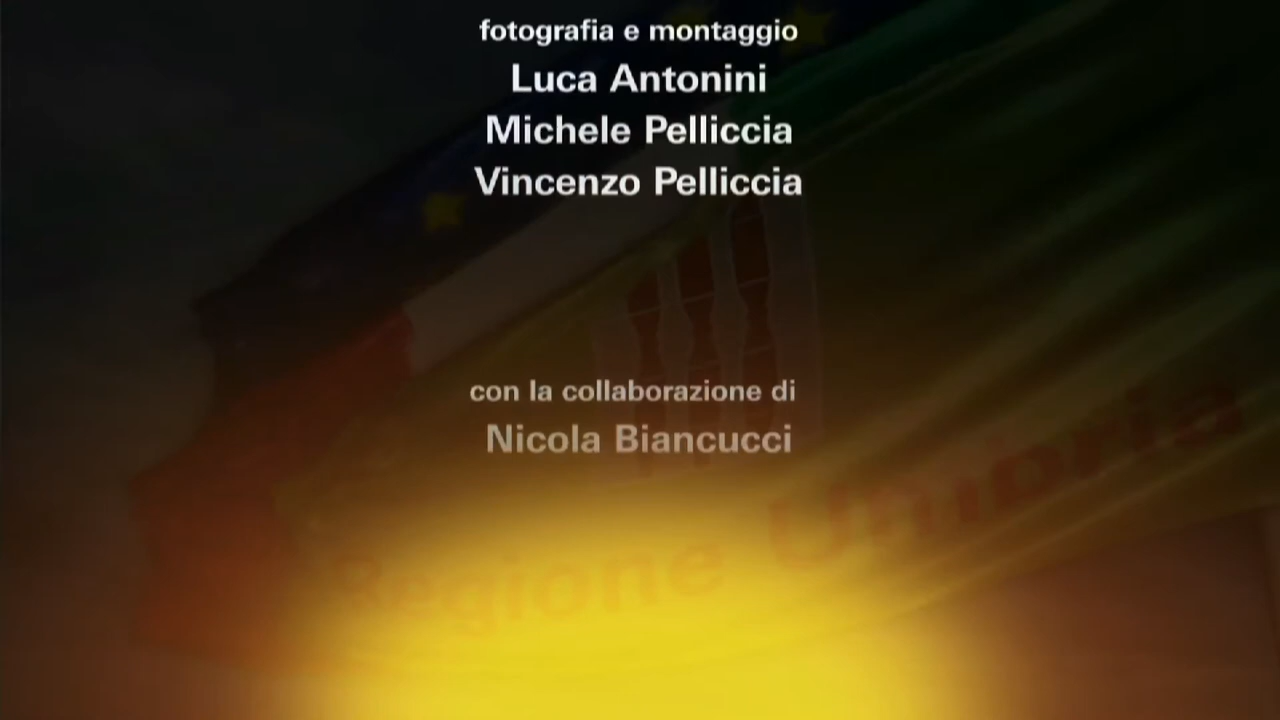 fotografia e montaggio
Luca Antonini
Michele Pelliccia
Vincenzo Pelliccia
con la collaborazione di
Nicola Biancucci
Regione Umbria